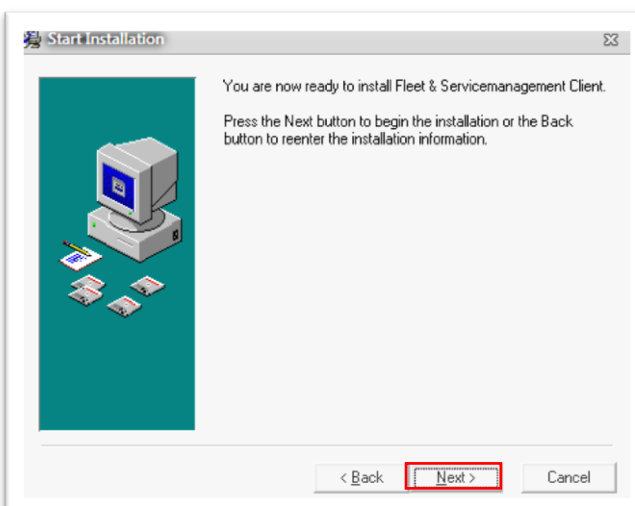 Start Installation
You are now ready to install Fleet & Servicemanagement Client.
Press the Next button to begin the installation or the Back
button to reenter the installation information.
< Back Next > Cancel